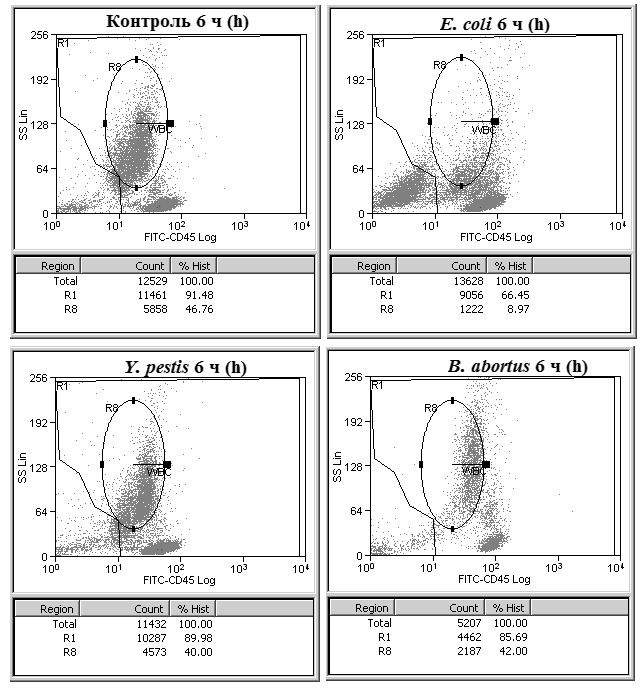 Контроль 6 ч (h)
256
192
128
64
0
SS Lin
R1
R8
WBC
10⁰ 10¹ 10² 10³ 10⁴
FITC-CD45 Log
Region Count % Hist
Total 12529 100.00
R1 11461 91.48
R8 5858 46.76
E. coli 6 ч (h)
256
192
128
64
0
SS Lin
R1
R8
WBC
10⁰ 10¹ 10² 10³ 10⁴
FITC-CD45 Log
Region Count % Hist
Total 13628 100.00
R1 9056 66.45
R8 1222 8.97
Y. pestis 6 ч (h)
256
192
128
64
0
SS Lin
R1
R8
WBC
10⁰ 10¹ 10² 10³ 10⁴
FITC-CD45 Log
Region Count % Hist
Total 11432 100.00
R1 10287 89.98
R8 4573 40.00
B. abortus 6 ч (h)
256
192
128
64
0
SS Lin
R1
R8
WBC
10⁰ 10¹ 10² 10³ 10⁴
FITC-CD45 Log
Region Count % Hist
Total 5207 100.00
R1 4462 85.69
R8 2187 42.00